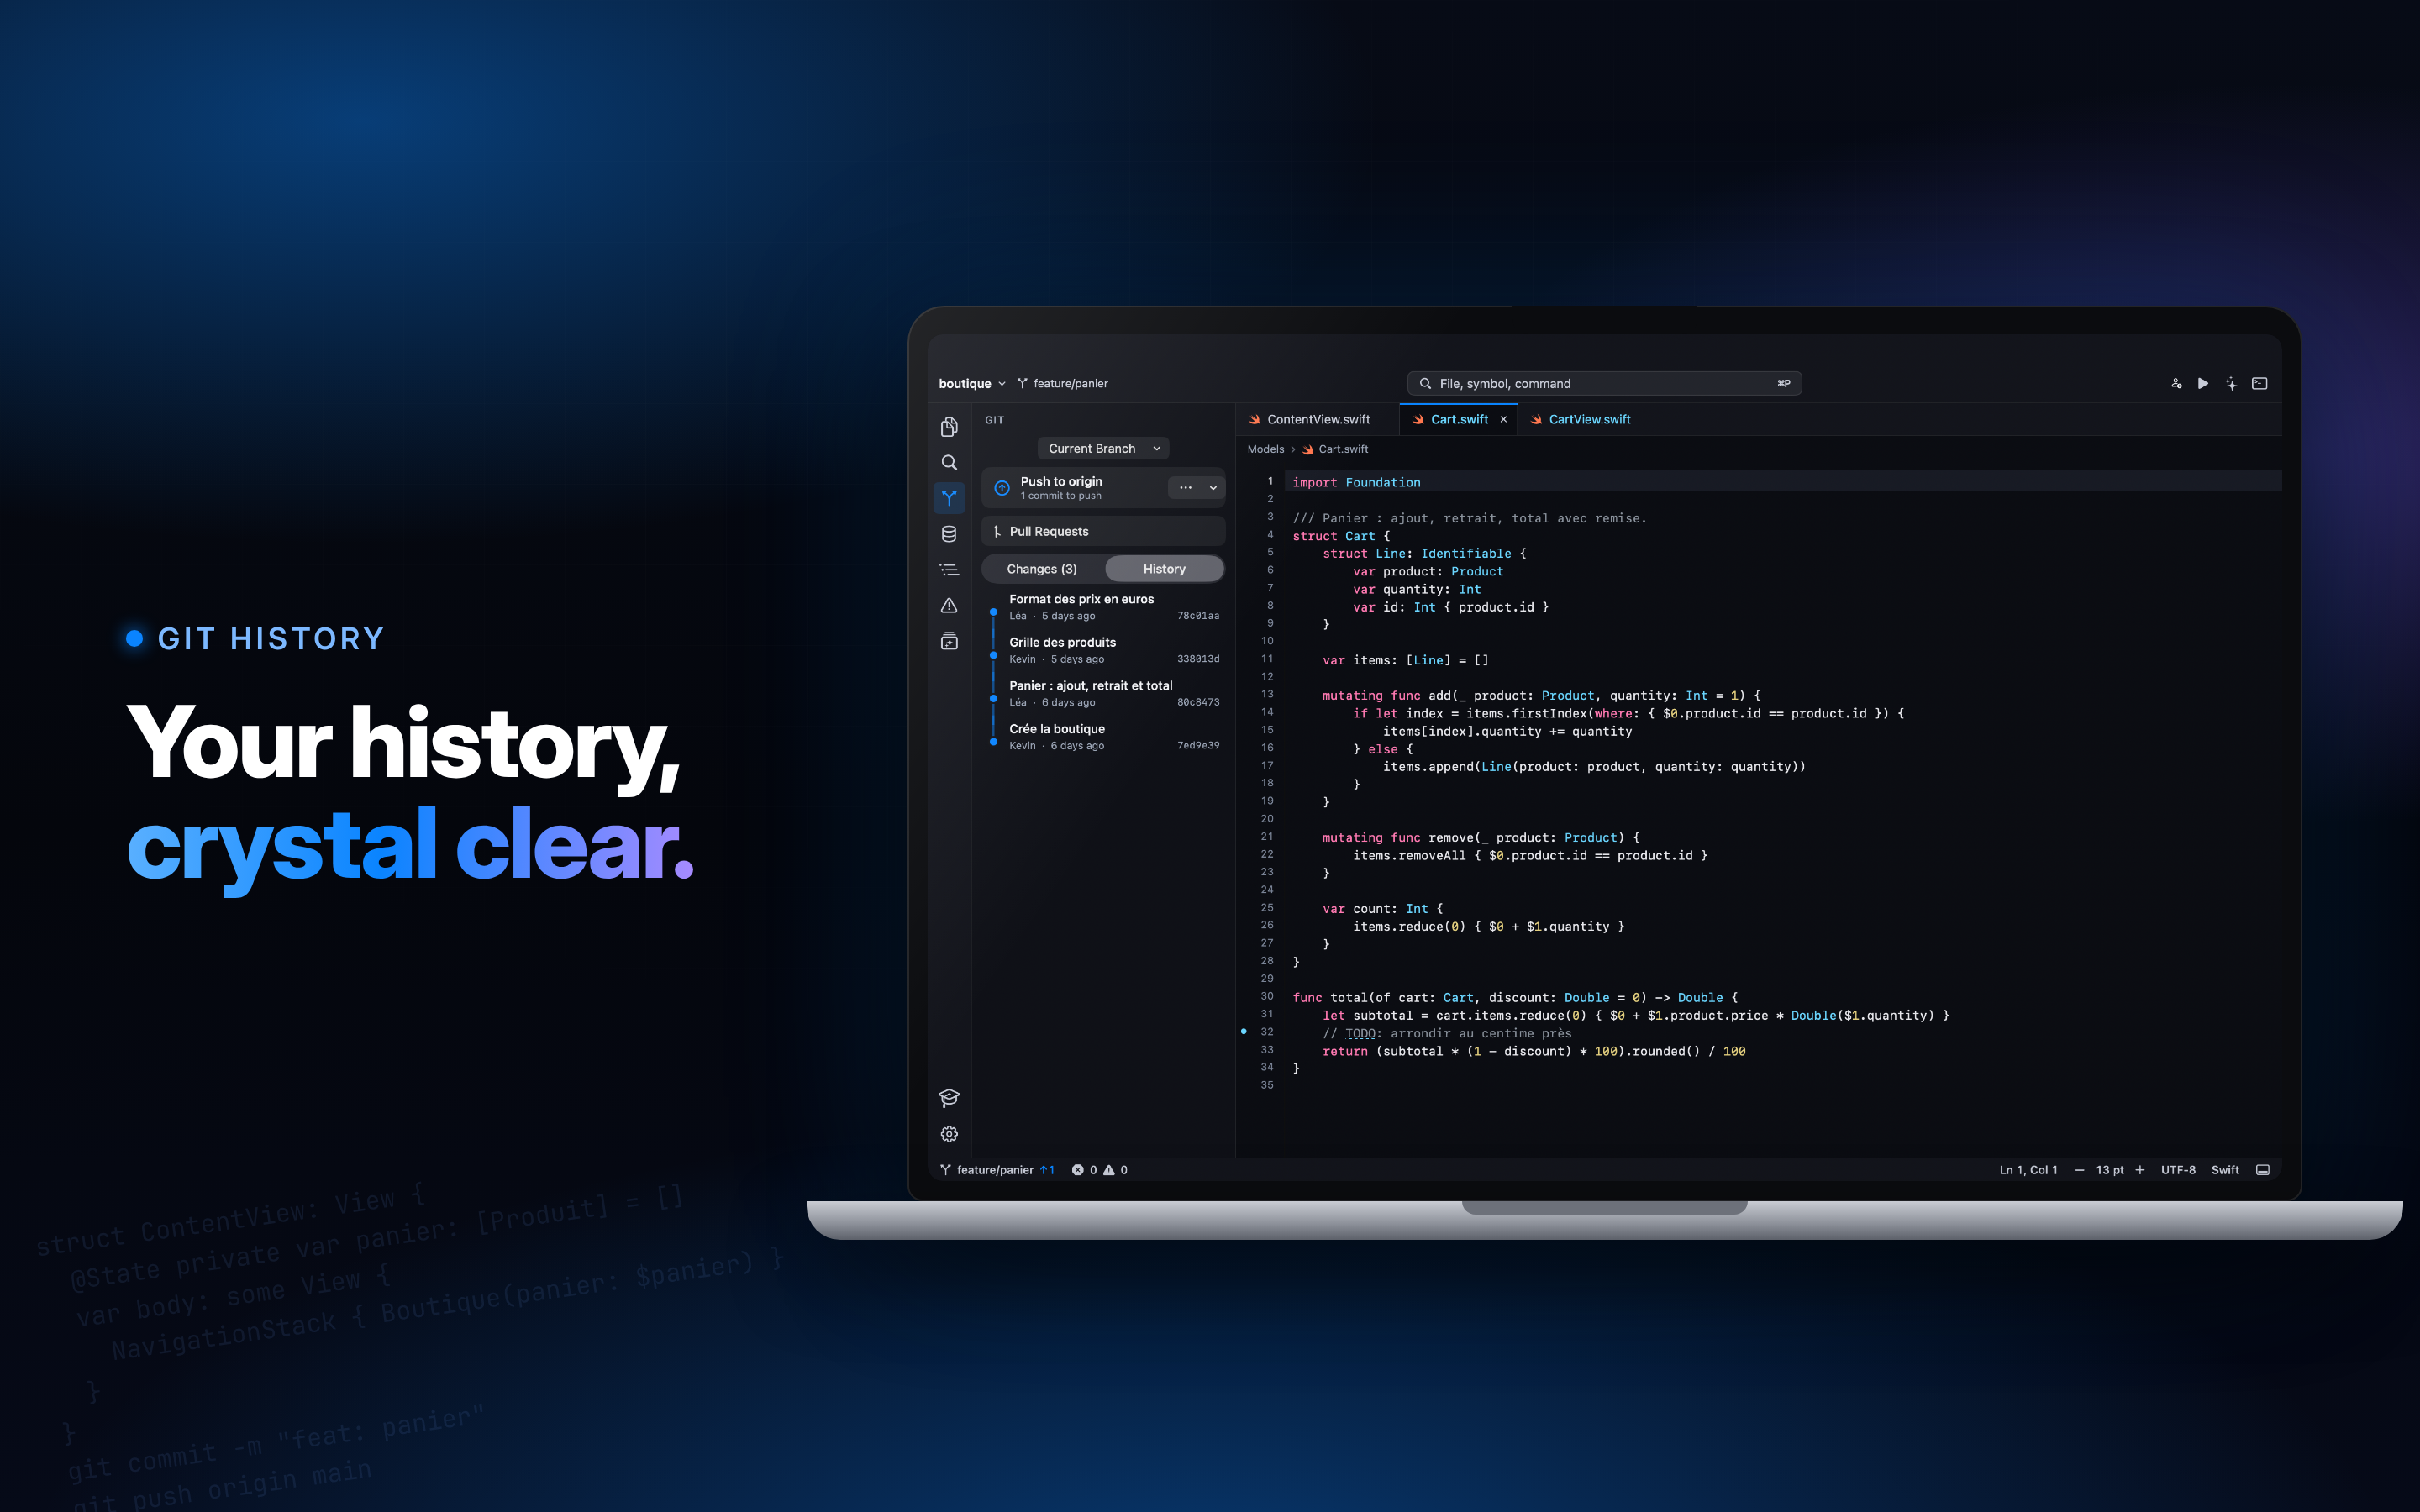 GIT HISTORY
Your history,
crystal clear.
struct ContentView: View {
@State private var panier: [Produit] = []
var body: some View {
NavigationStack { Boutique(panier: $panier) }
}
}
git commit -m "feat: panier"
git push origin main
boutique feature/panier
File, symbol, command ⌘P
GIT
Current Branch
Push to origin
1 commit to push
Pull Requests
Changes (3) History
Format des prix en euros
Léa · 5 days ago 78c01aa
Grille des produits
Kevin · 5 days ago 338013d
Panier : ajout, retrait et total
Léa · 6 days ago 80c8473
Crée la boutique
Kevin · 6 days ago 7ed9e39
ContentView.swift Cart.swift × CartView.swift
Models > Cart.swift
1 import Foundation
2
3 /// Panier : ajout, retrait, total avec remise.
4 struct Cart {
5 struct Line: Identifiable {
6 var product: Product
7 var quantity: Int
8 var id: Int { product.id }
9 }
10
11 var items: [Line] = []
12
13 mutating func add(_ product: Product, quantity: Int = 1) {
14 if let index = items.firstIndex(where: { $0.product.id == product.id }) {
15 items[index].quantity += quantity
16 } else {
17 items.append(Line(product: product, quantity: quantity))
18 }
19 }
20
21 mutating func remove(_ product: Product) {
22 items.removeAll { $0.product.id == product.id }
23 }
24
25 var count: Int {
26 items.reduce(0) { $0 + $1.quantity }
27 }
28 }
29
30 func total(of cart: Cart, discount: Double = 0) -> Double {
31 let subtotal = cart.items.reduce(0) { $0 + $1.product.price * Double($1.quantity) }
32 // TODO: arrondir au centime près
33 return (subtotal * (1 - discount) * 100).rounded() / 100
34 }
35
feature/panier ↑1 0 0
Ln 1, Col 1 − 13 pt + UTF-8 Swift